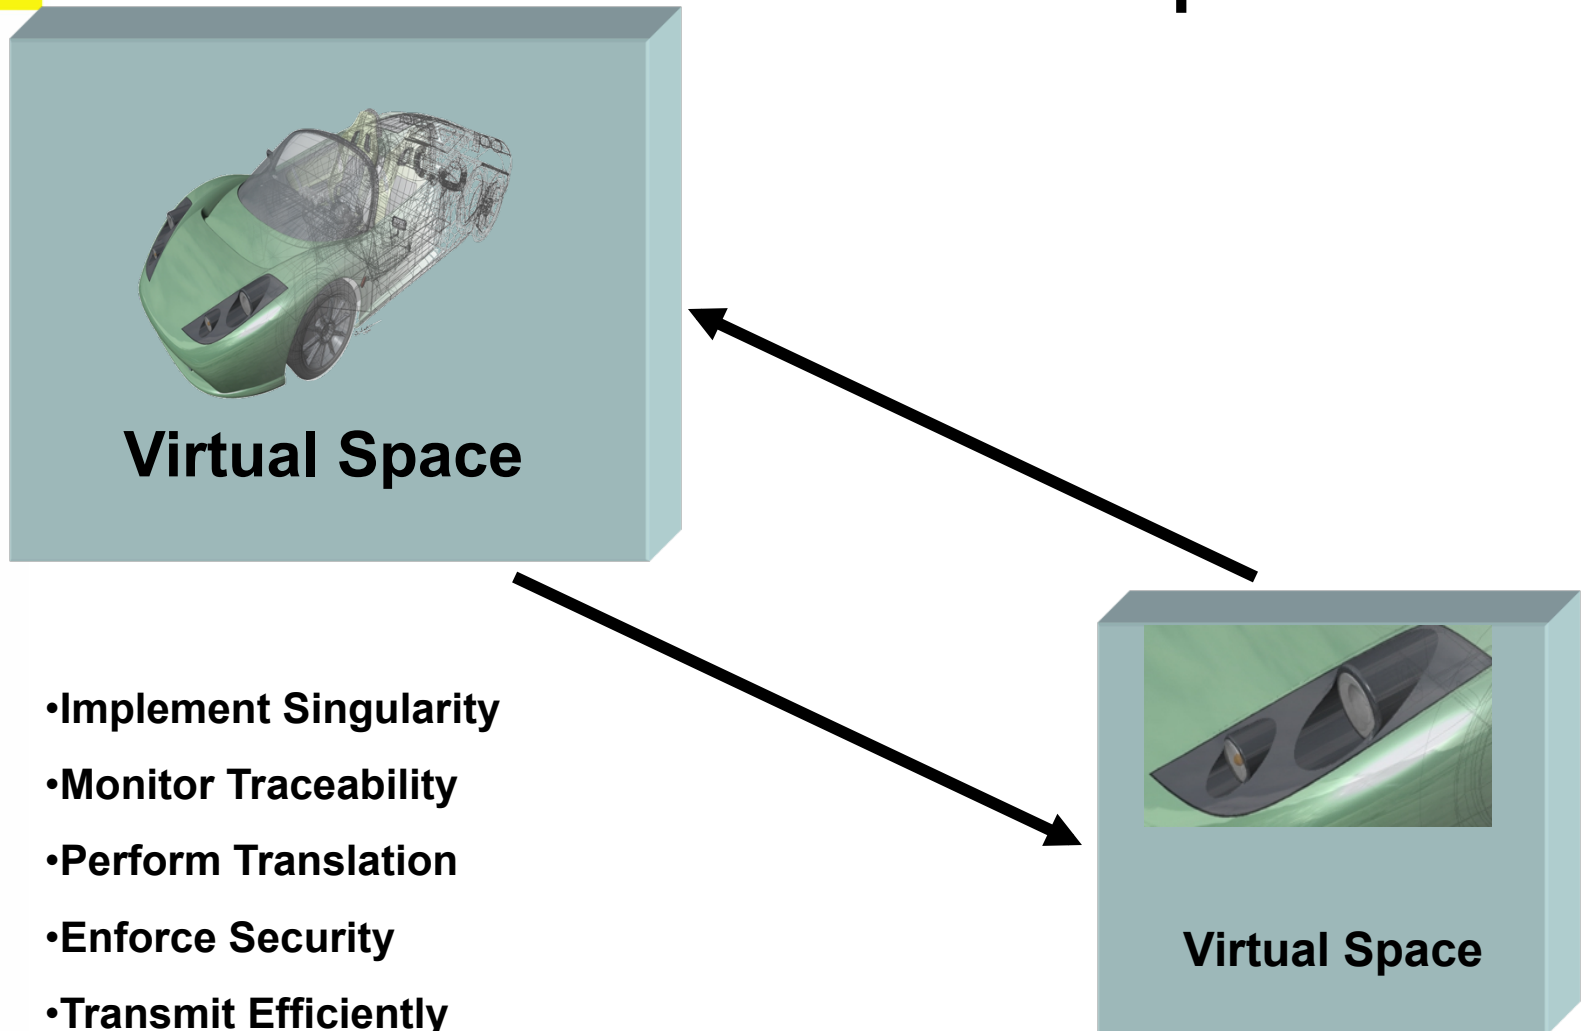 Virtual Space
•Implement Singularity
•Monitor Traceability
•Perform Translation
•Enforce Security
•Transmit Efficiently
Virtual Space